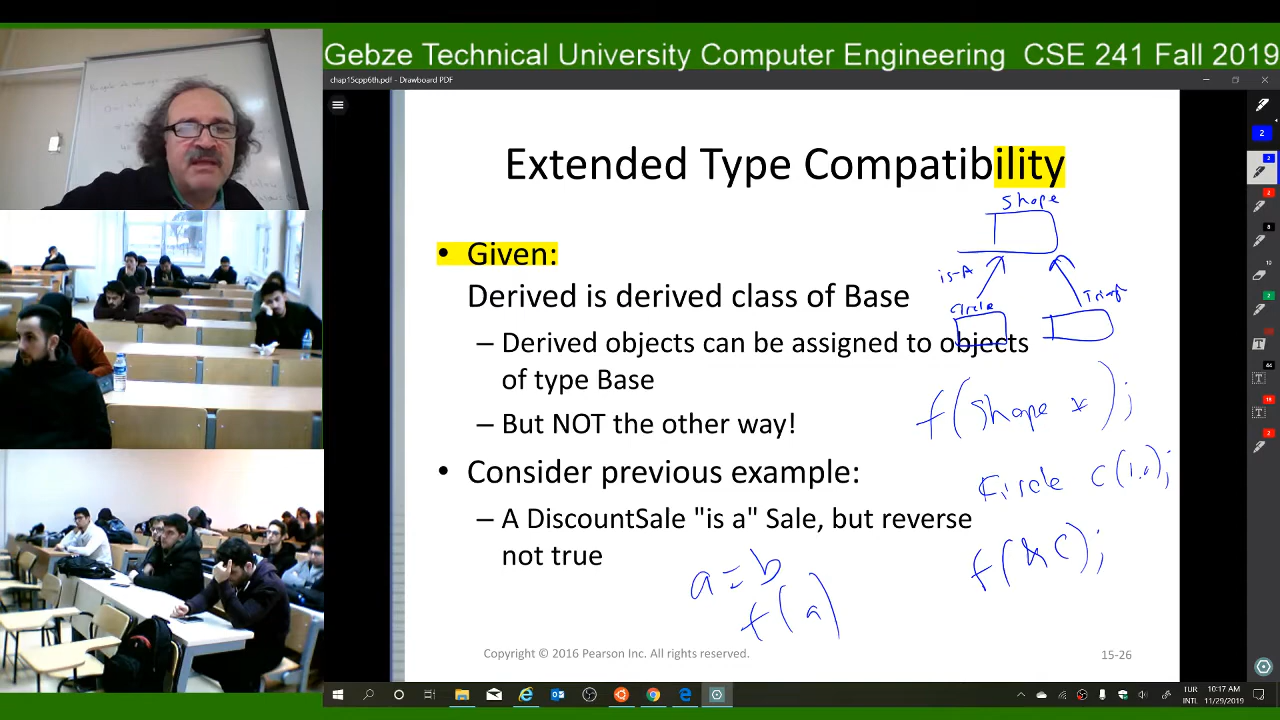 Gebze Technical University Computer Engineering CSE 241 Fall 2019
chap15cpp6th.pdf - Drawboard PDF
Extended Type Compatibility
shape
• Given:
is-A
Circle
Derived is derived class of Base
– Derived objects can be assigned to objects
of type Base
f(shape *);
– But NOT the other way!
• Consider previous example:
Circle c(1.0);
– A DiscountSale "is a" Sale, but reverse
not true
f(&c);
a = b
f(a)
Copyright © 2016 Pearson Inc. All rights reserved.
15-26
TUR
INTL
10:17 AM
11/29/2019